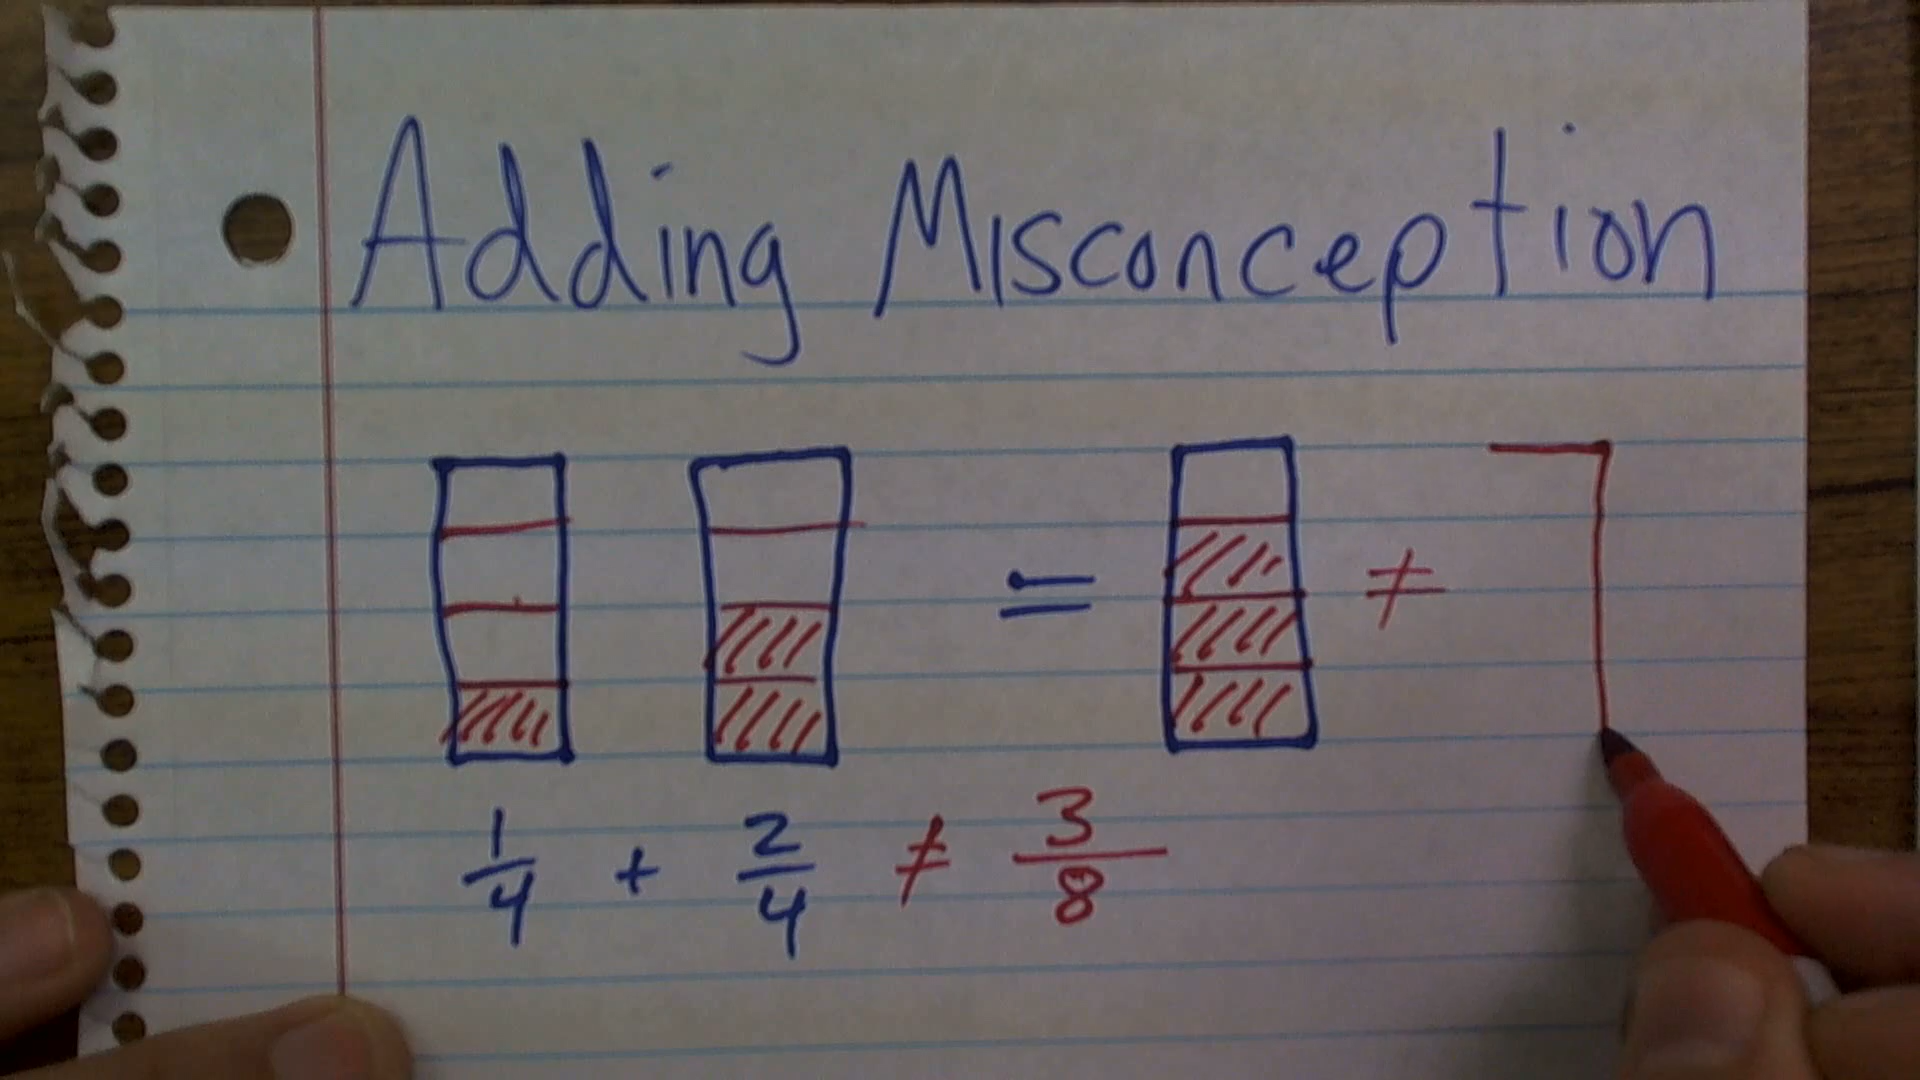 Adding Misconception
= ≠
1/4 + 2/4 ≠ 3/8